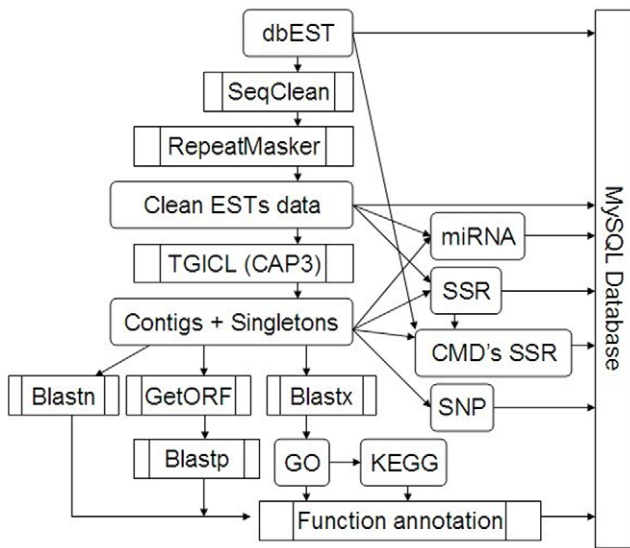 dbEST
SeqClean
RepeatMasker
Clean ESTs data
miRNA
TGICL (CAP3)
SSR
Contigs + Singletons
CMD's SSR
Blastn
GetORF
Blastx
SNP
Blastp
GO
KEGG
Function annotation
MySQL Database